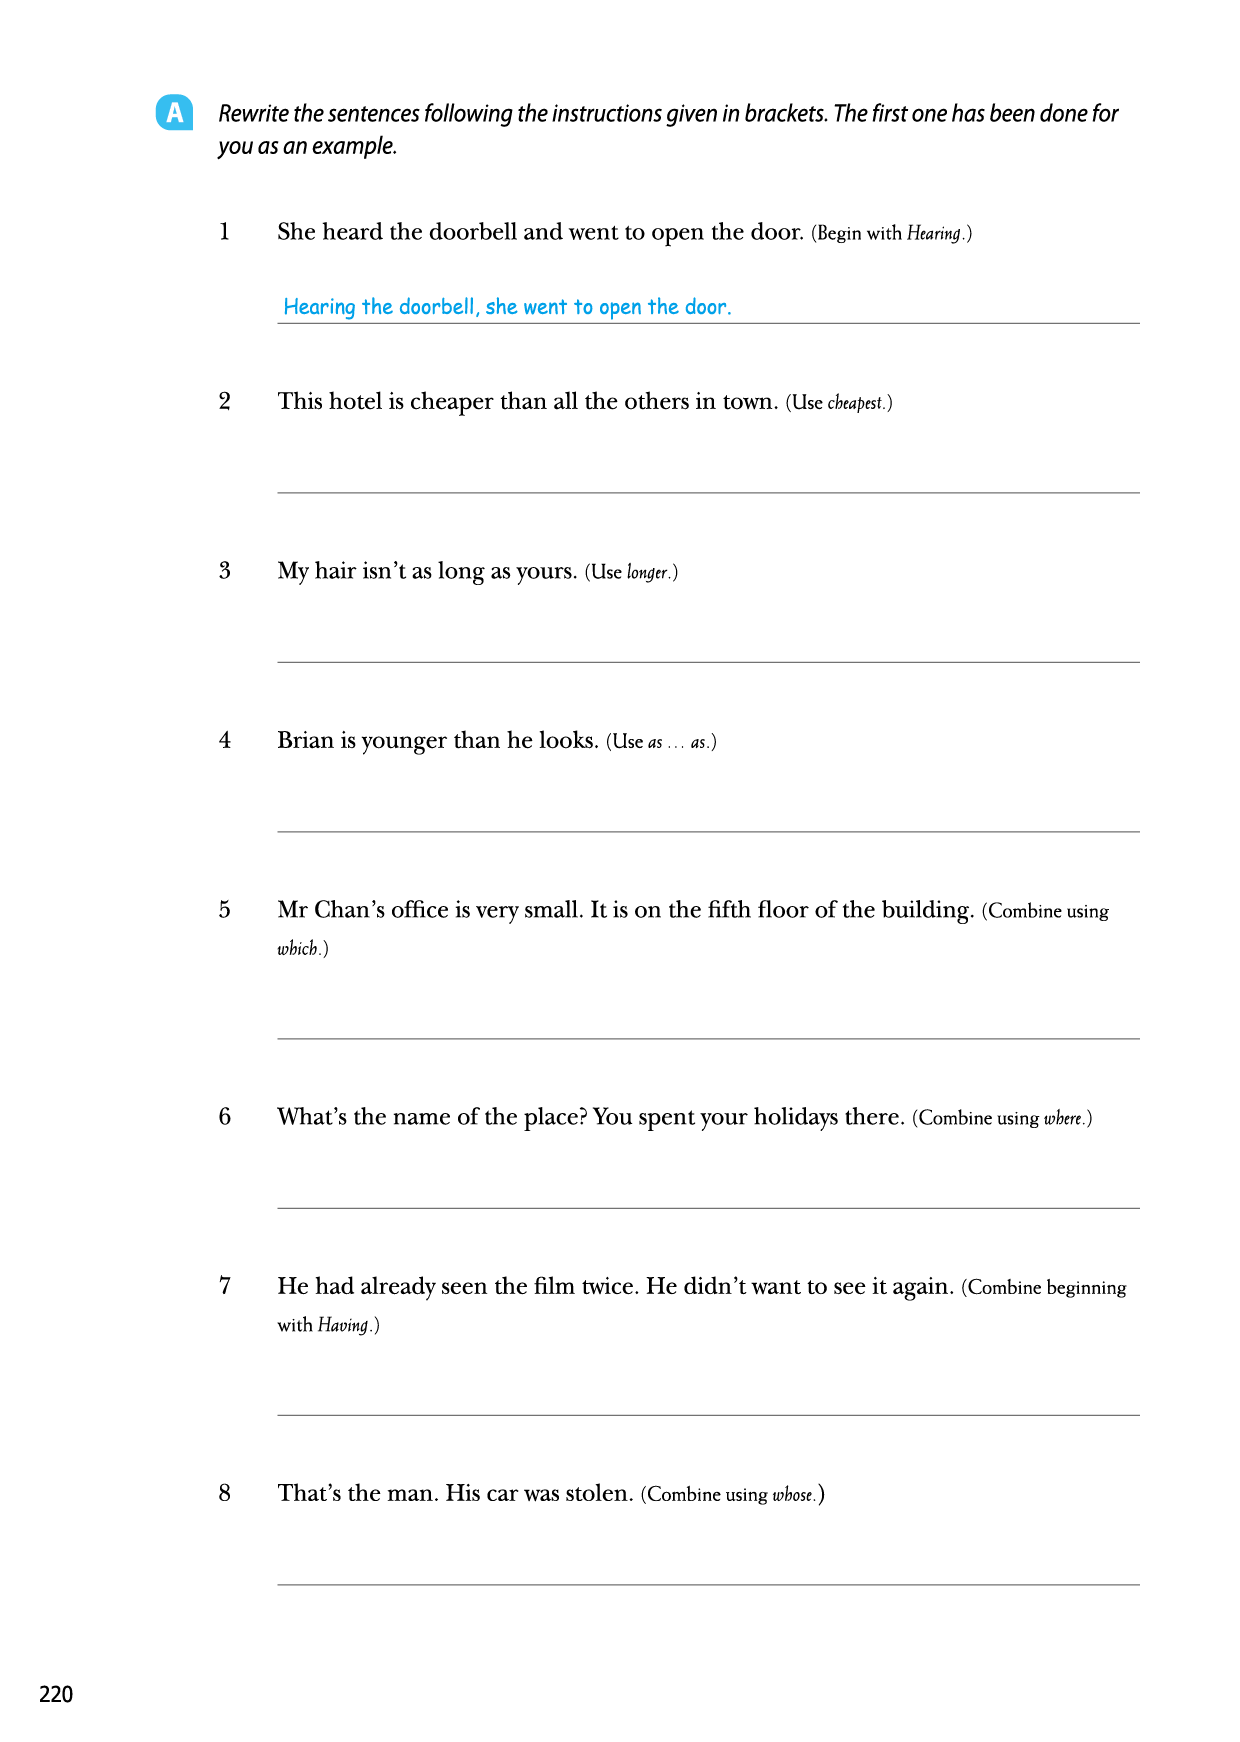 A Rewrite the sentences following the instructions given in brackets. The first one has been done for
you as an example.
1 She heard the doorbell and went to open the door. (Begin with Hearing.)
Hearing the doorbell, she went to open the door.
2 This hotel is cheaper than all the others in town. (Use cheapest.)
3 My hair isn’t as long as yours. (Use longer.)
4 Brian is younger than he looks. (Use as … as.)
5 Mr Chan’s office is very small. It is on the fifth floor of the building. (Combine using
which.)
6 What’s the name of the place? You spent your holidays there. (Combine using where.)
7 He had already seen the film twice. He didn’t want to see it again. (Combine beginning
with Having.)
8 That’s the man. His car was stolen. (Combine using whose.)
220